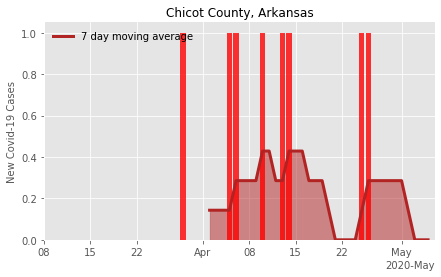 Chicot County, Arkansas
7 day moving average
New Covid-19 Cases
1.0
0.8
0.6
0.4
0.2
0.0
08 15 22 Apr 08 15 22 May
2020-May